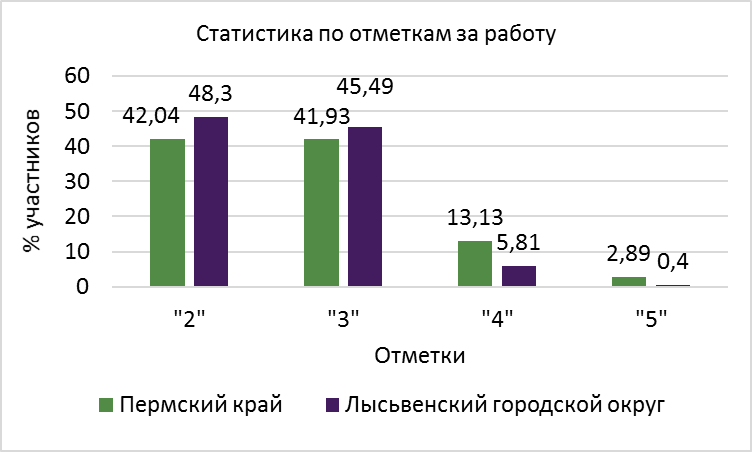 Статистика по отметкам за работу
% участников
60
50
40
30
20
10
0
42,04 48,3
41,93 45,49
13,13 5,81
2,89 0,4
"2" "3" "4" "5"
Отметки
Пермский край Лысьвенский городской округ